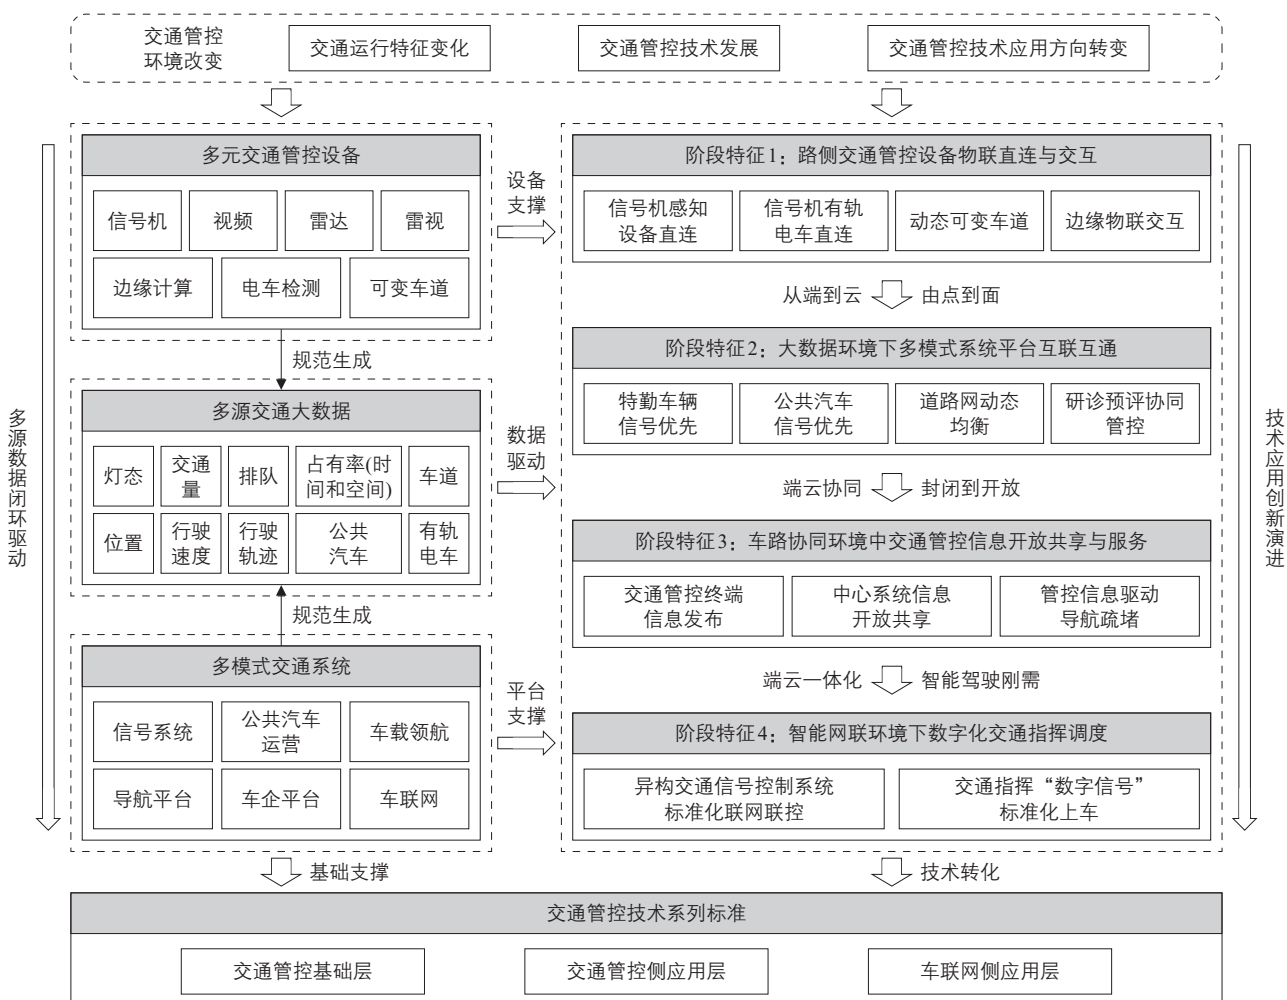 交通管控
环境改变
交通运行特征变化
交通管控技术发展
交通管控技术应用方向转变
多源数据闭环驱动
多元交通管控设备
信号机
视频
雷达
雷视
边缘计算
电车检测
可变车道
规范生成
多源交通大数据
灯态
交通
量
排队
占有率(时
间和空间)
车道
位置
行驶
速度
行驶
轨迹
公共
汽车
有轨
电车
规范生成
多模式交通系统
信号系统
公共汽车
运营
车载领航
导航平台
车企平台
车联网
设备
支撑
数据
驱动
平台
支撑
阶段特征1：路侧交通管控设备物联直连与交互
信号机感知
设备直连
信号机有轨
电车直连
动态可变车道
边缘物联交互
从端到云
由点到面
阶段特征2：大数据环境下多模式系统平台互联互通
特勤车辆
信号优先
公共汽车
信号优先
道路网动态
均衡
研诊预评协同
管控
端云协同
封闭到开放
阶段特征3：车路协同环境中交通管控信息开放共享与服务
交通管控终端
信息发布
中心系统信息
开放共享
管控信息驱动
导航疏堵
端云一体化
智能驾驶刚需
阶段特征4：智能网联环境下数字化交通指挥调度
异构交通信号控制系统
标准化联网联控
交通指挥“数字信号”
标准化上车
技术应用创新演进
基础支撑
技术转化
交通管控技术系列标准
交通管控基础层
交通管控侧应用层
车联网侧应用层